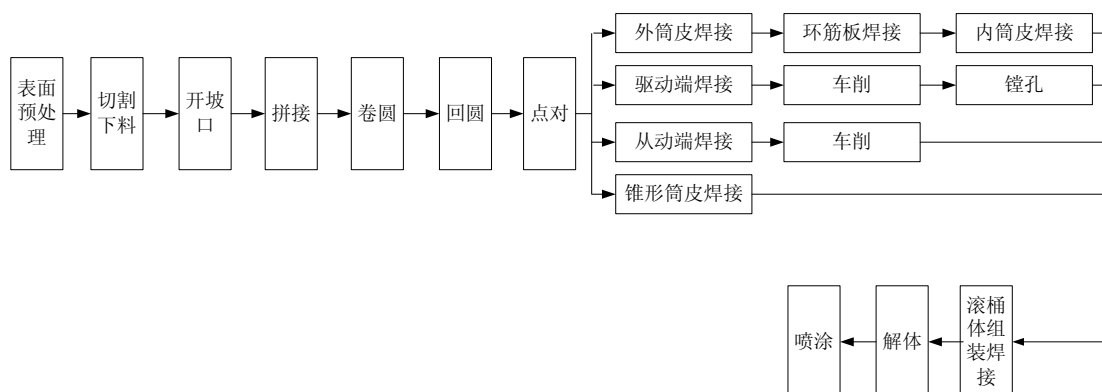 表面
预处
理
切割
下料
开坡
口
拼接
卷圆
回圆
点对
外筒皮焊接
环筋板焊接
内筒皮焊接
驱动端焊接
车削
镗孔
从动端焊接
车削
锥形筒皮焊接
滚桶
体组
装焊
接
解体
喷涂